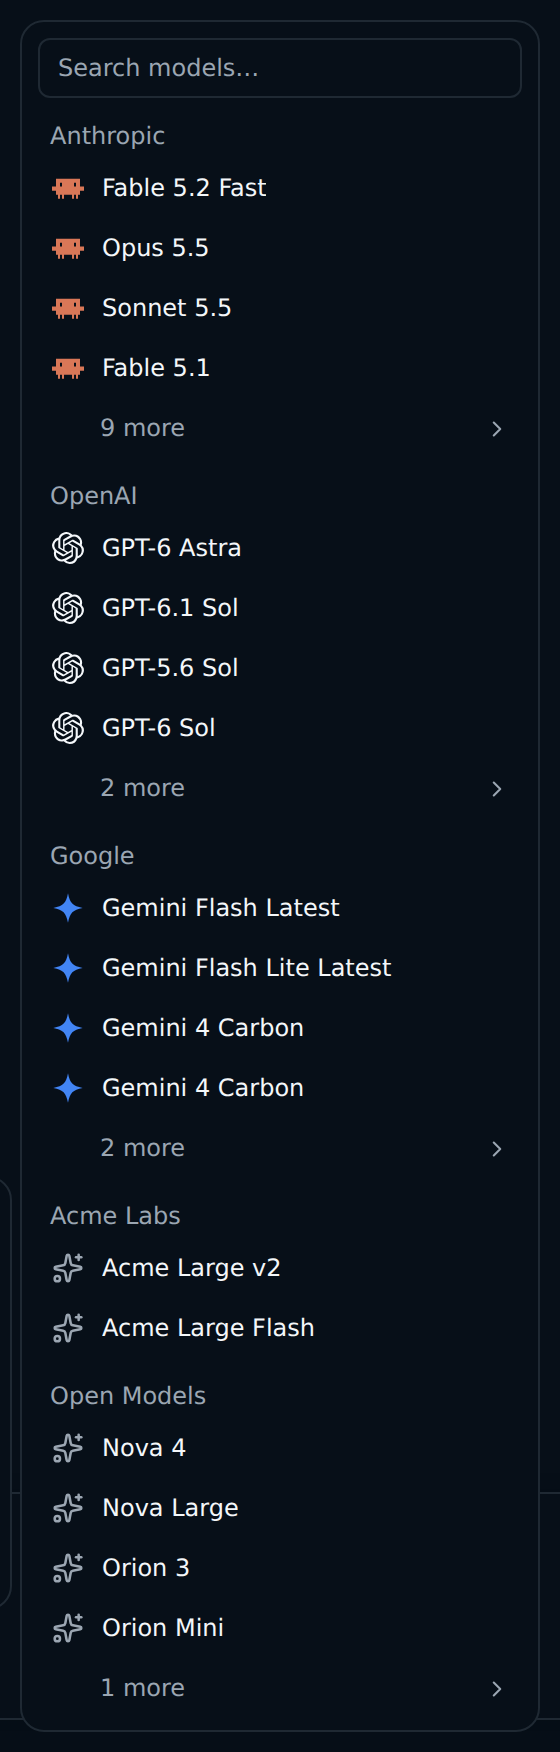 Search models...
Anthropic
Fable 5.2 Fast
Opus 5.5
Sonnet 5.5
Fable 5.1
9 more
OpenAI
GPT-6 Astra
GPT-6.1 Sol
GPT-5.6 Sol
GPT-6 Sol
2 more
Google
Gemini Flash Latest
Gemini Flash Lite Latest
Gemini 4 Carbon
Gemini 4 Carbon
2 more
Acme Labs
Acme Large v2
Acme Large Flash
Open Models
Nova 4
Nova Large
Orion 3
Orion Mini
1 more